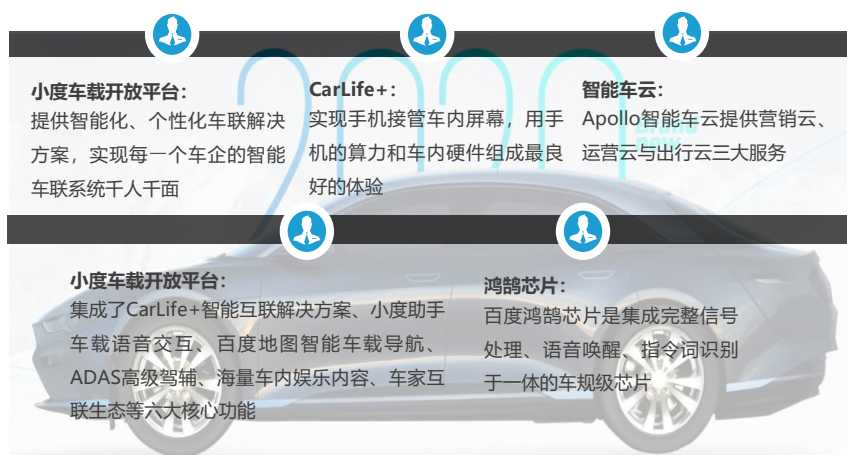 小度车载开放平台：
提供智能化、个性化车联解决
方案，实现每一个车企的智能
车联系统千人千面
CarLife+：
实现手机接管车内屏幕，用手
机的算力和车内硬件组成最良
好的体验
智能车云：
Apollo智能车云提供营销云、
运营云与出行云三大服务
小度车载开放平台：
集成了CarLife+智能互联解决方案、小度助手
车载语音交互、百度地图智能车载导航、
ADAS高级驾辅、海量车内娱乐内容、车家互
联生态等六大核心功能
鸿鹄芯片：
百度鸿鹄芯片是集成完整信号
处理、语音唤醒、指令词识别
于一体的车规级芯片
2020